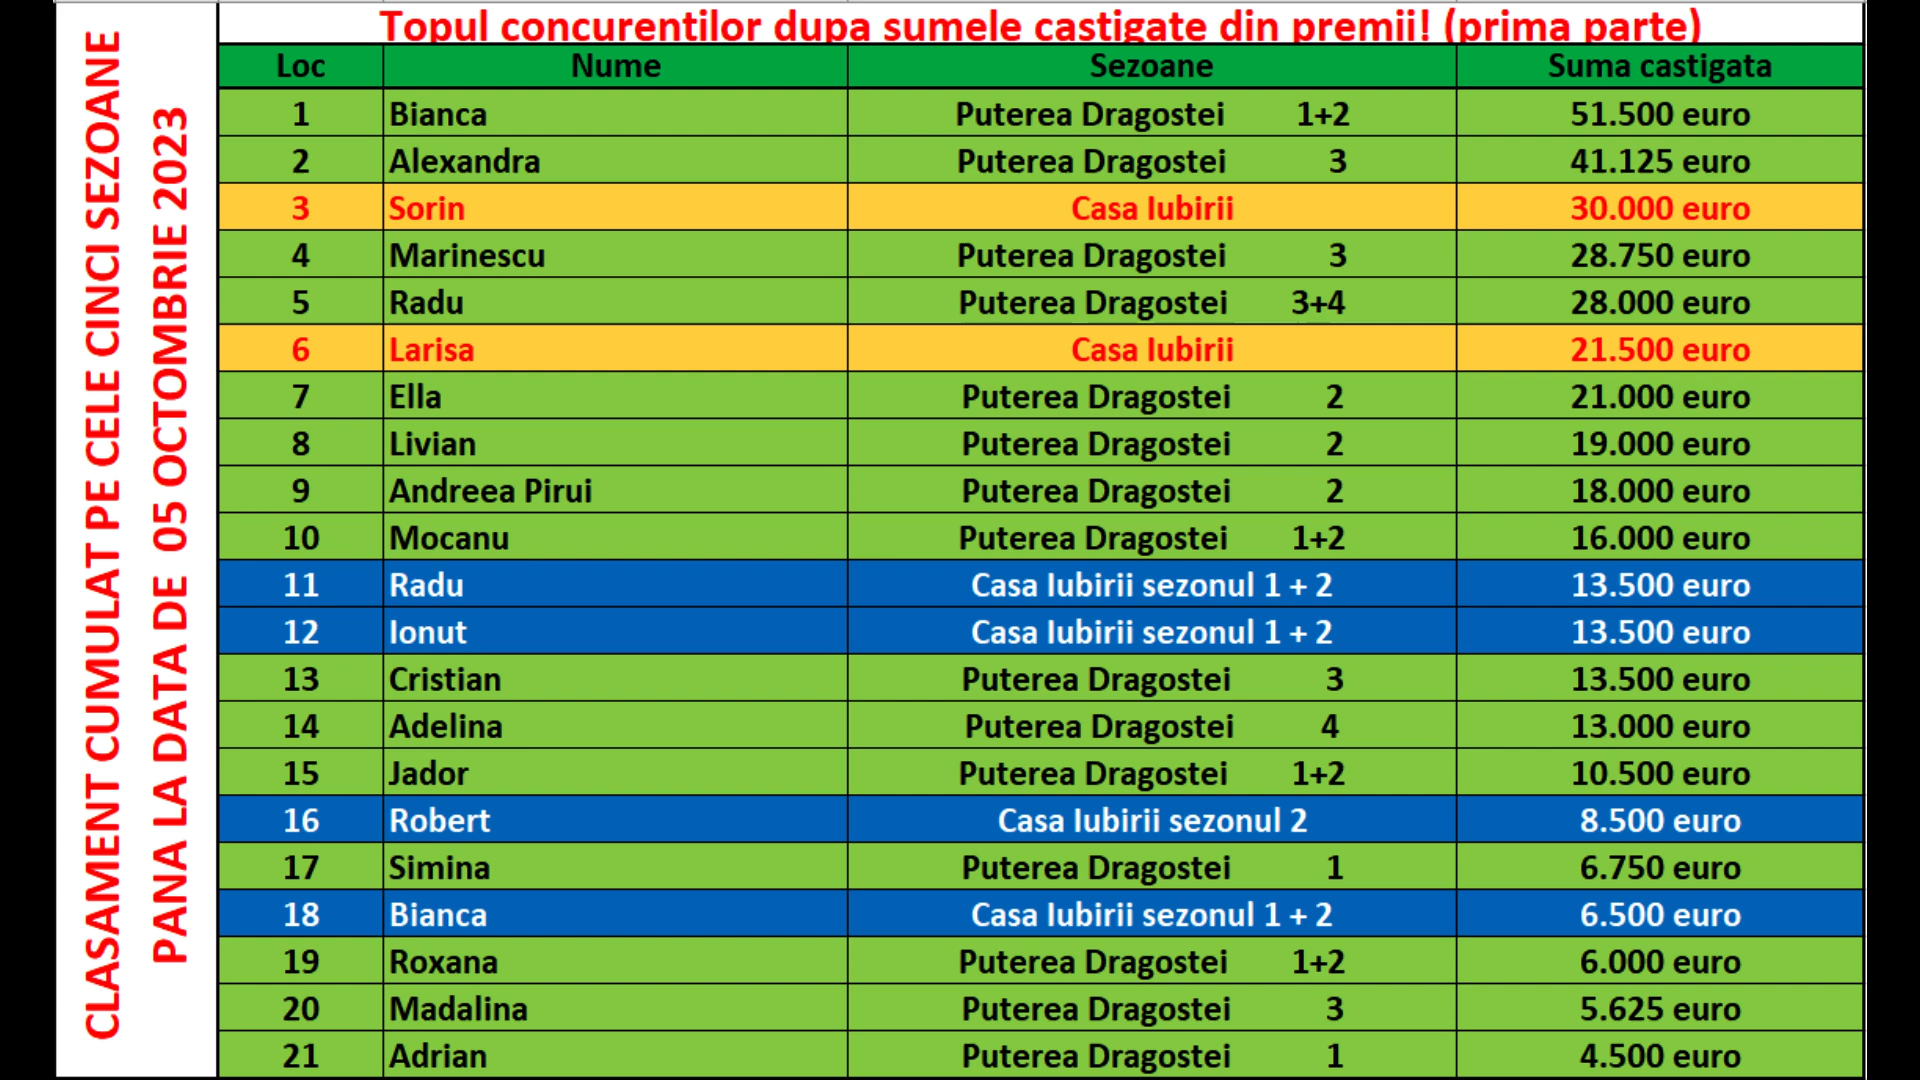 CLASAMENT CUMULAT PE CELE CINCI SEZOANE
PANA LA DATA DE 05 OCTOMBRIE 2023
Topul concurentilor dupa sumele castigate din premii! (prima parte)
Loc Nume Sezoane Suma castigata
1 Bianca Puterea Dragostei 1+2 51.500 euro
2 Alexandra Puterea Dragostei 3 41.125 euro
3 Sorin Casa Iubirii 30.000 euro
4 Marinescu Puterea Dragostei 3 28.750 euro
5 Radu Puterea Dragostei 3+4 28.000 euro
6 Larisa Casa Iubirii 21.500 euro
7 Ella Puterea Dragostei 2 21.000 euro
8 Livian Puterea Dragostei 2 19.000 euro
9 Andreea Pirui Puterea Dragostei 2 18.000 euro
10 Mocanu Puterea Dragostei 1+2 16.000 euro
11 Radu Casa Iubirii sezonul 1 + 2 13.500 euro
12 Ionut Casa Iubirii sezonul 1 + 2 13.500 euro
13 Cristian Puterea Dragostei 3 13.500 euro
14 Adelina Puterea Dragostei 4 13.000 euro
15 Jador Puterea Dragostei 1+2 10.500 euro
16 Robert Casa Iubirii sezonul 2 8.500 euro
17 Simina Puterea Dragostei 1 6.750 euro
18 Bianca Casa Iubirii sezonul 1 + 2 6.500 euro
19 Roxana Puterea Dragostei 1+2 6.000 euro
20 Madalina Puterea Dragostei 3 5.625 euro
21 Adrian Puterea Dragostei 1 4.500 euro